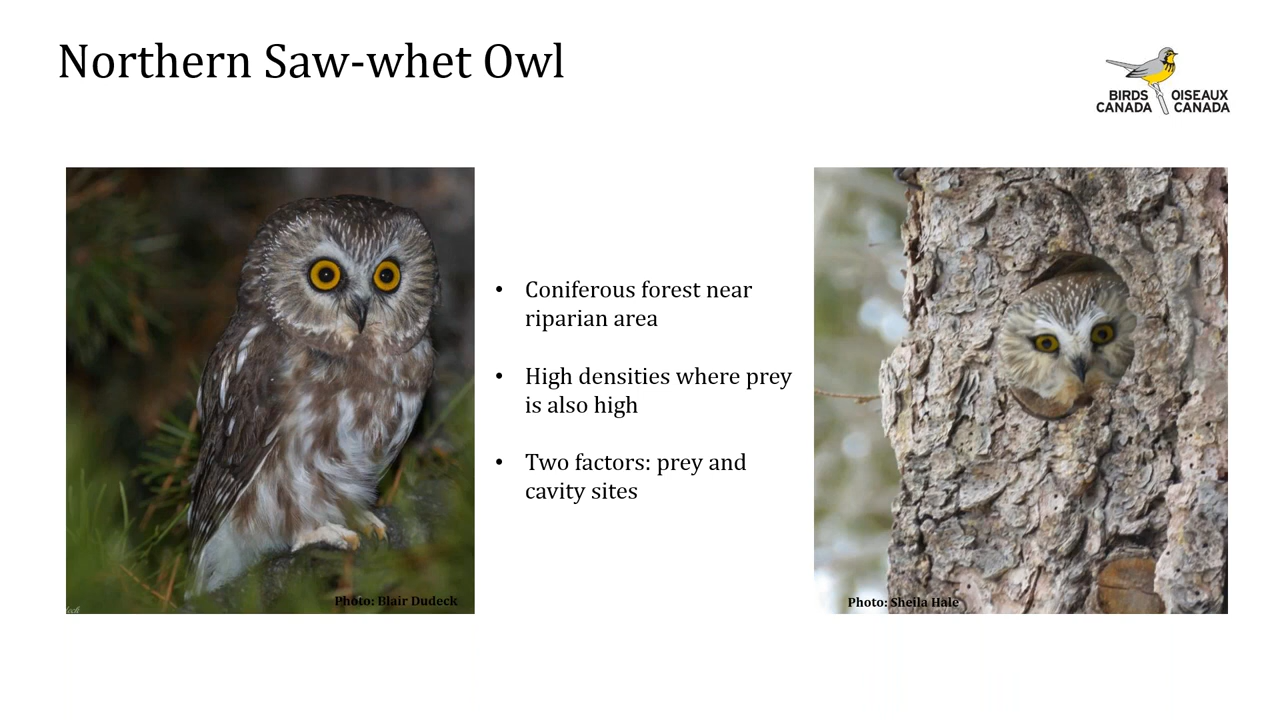 Northern Saw-whet Owl
BIRDS OISEAUX
CANADA CANADA
• Coniferous forest near
riparian area
• High densities where prey
is also high
• Two factors: prey and
cavity sites
Photo: Blair Dudeck
Photo: Sheila Hale